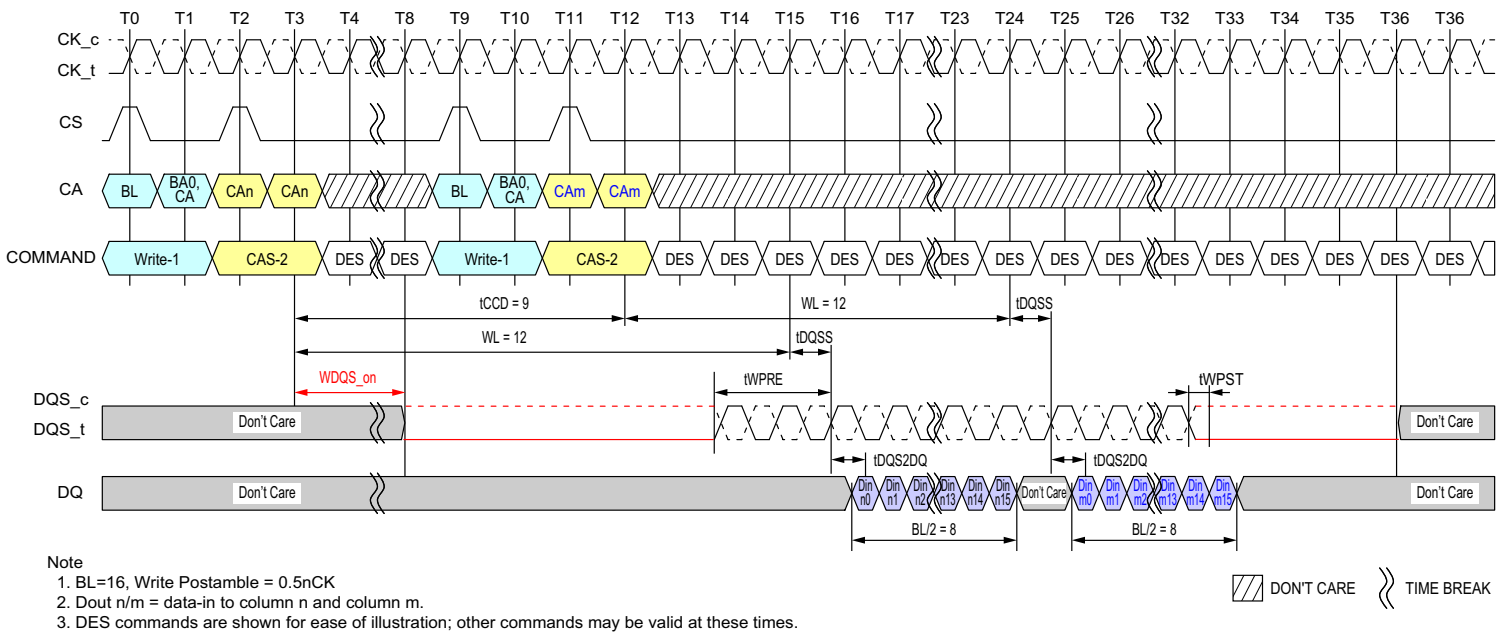 T0 T1 T2 T3 T4 T8 T9 T10 T11 T12 T13 T14 T15 T16 T17 T23 T24 T25 T26 T32 T33 T34 T35 T36 T36
CK_c
CK_t
CS
CA BL BA0, CA CAn CAn BL BA0, CA CAm CAm
COMMAND Write-1 CAS-2 DES DES Write-1 CAS-2 DES DES DES DES DES DES DES DES DES DES DES DES DES DES DES
tCCD = 9 WL = 12 tDQSS
WL = 12 tDQSS
WDQS_on tWPRE tWPST
DQS_c
DQS_t Don't Care Don't Care
tDQS2DQ tDQS2DQ
DQ Don't Care Din n0 Din n1 Din n2 Din n13 Din n14 Din n15 Don't Care Din m0 Din m1 Din m2 Din m13 Din m14 Din m15 Don't Care
BL/2 = 8 BL/2 = 8
Note
1. BL=16, Write Postamble = 0.5nCK
2. Dout n/m = data-in to column n and column m.
3. DES commands are shown for ease of illustration; other commands may be valid at these times.
DON'T CARE TIME BREAK